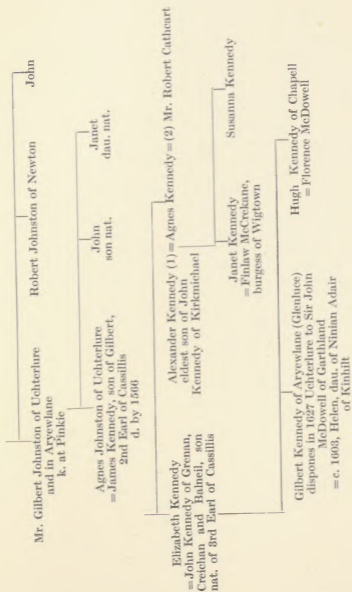 Mr. Gilbert Johnston of Uchterlure
and in Aryewlane
k. at Pinkie
Robert Johnston of Newton
John
Agnes Johnston of Uchterlure
=James Kennedy, son of Gilbert,
2nd Earl of Cassillis
d. by 1566
John
son nat.
Janet
dau. nat.
Elizabeth Kennedy
=John Kennedy of Grenan,
Creichan and Balneil, son
nat. of 3rd Earl of Cassillis
Alexander Kennedy (1)=Agnes Kennedy=(2) Mr. Robert Cathcart
eldest son of John
Kennedy of Kirkmichael
Janet Kennedy
=Finlaw McCrekane,
burgess of Wigtown
Susanna Kennedy
Gilbert Kennedy of Aryewlane (Glenluce)
dispones in 1627 Uchterlure to Sir John
McDowell of Garthland
=c. 1603, Helen, dau. of Ninian Adair
of Kinhilt
Hugh Kennedy of Chapell
=Florence McDowell